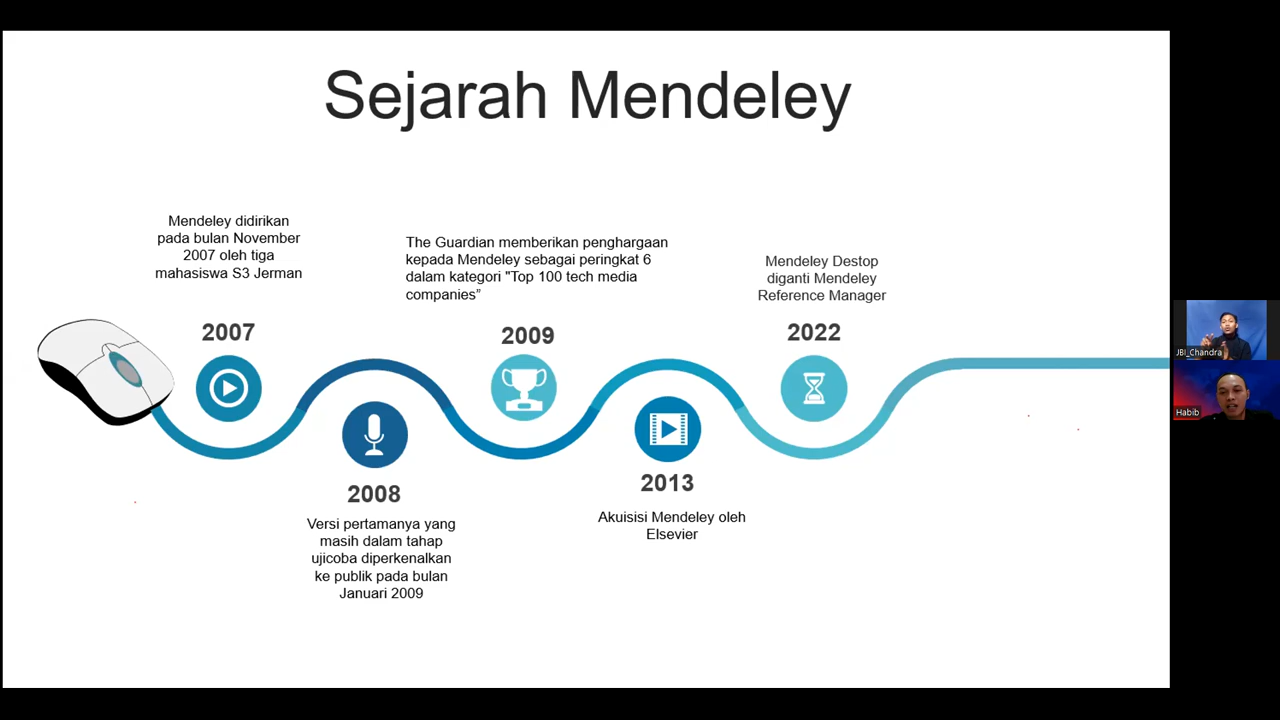 Sejarah Mendeley
Mendeley didirikan
pada bulan November
2007 oleh tiga
mahasiswa S3 Jerman
2007
2008
Versi pertamanya yang
masih dalam tahap
ujicoba diperkenalkan
ke publik pada bulan
Januari 2009
The Guardian memberikan penghargaan
kepada Mendeley sebagai peringkat 6
dalam kategori "Top 100 tech media
companies”
2009
2013
Akuisisi Mendeley oleh
Elsevier
Mendeley Destop
diganti Mendeley
Reference Manager
2022
JBI_Chandra
Habib